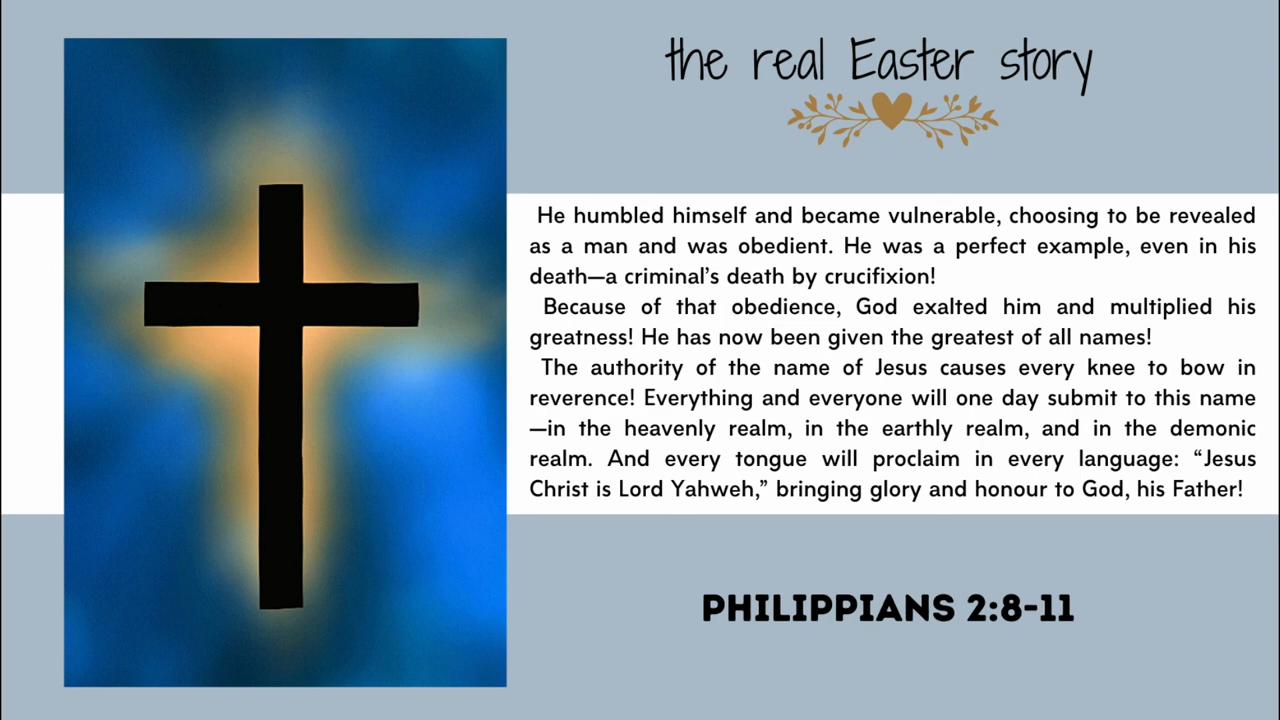 the real Easter story
He humbled himself and became vulnerable, choosing to be revealed
as a man and was obedient. He was a perfect example, even in his
death—a criminal’s death by crucifixion!
Because of that obedience, God exalted him and multiplied his
greatness! He has now been given the greatest of all names!
The authority of the name of Jesus causes every knee to bow in
reverence! Everything and everyone will one day submit to this name
—in the heavenly realm, in the earthly realm, and in the demonic
realm. And every tongue will proclaim in every language: “Jesus
Christ is Lord Yahweh,” bringing glory and honour to God, his Father!
PHILIPPIANS 2:8-11